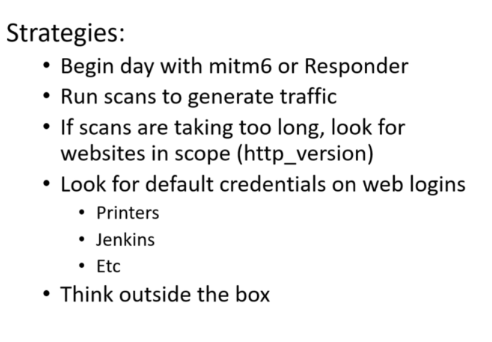 Strategies:
• Begin day with mitm6 or Responder
• Run scans to generate traffic
• If scans are taking too long, look for
websites in scope (http_version)
• Look for default credentials on web logins
• Printers
• Jenkins
• Etc
• Think outside the box